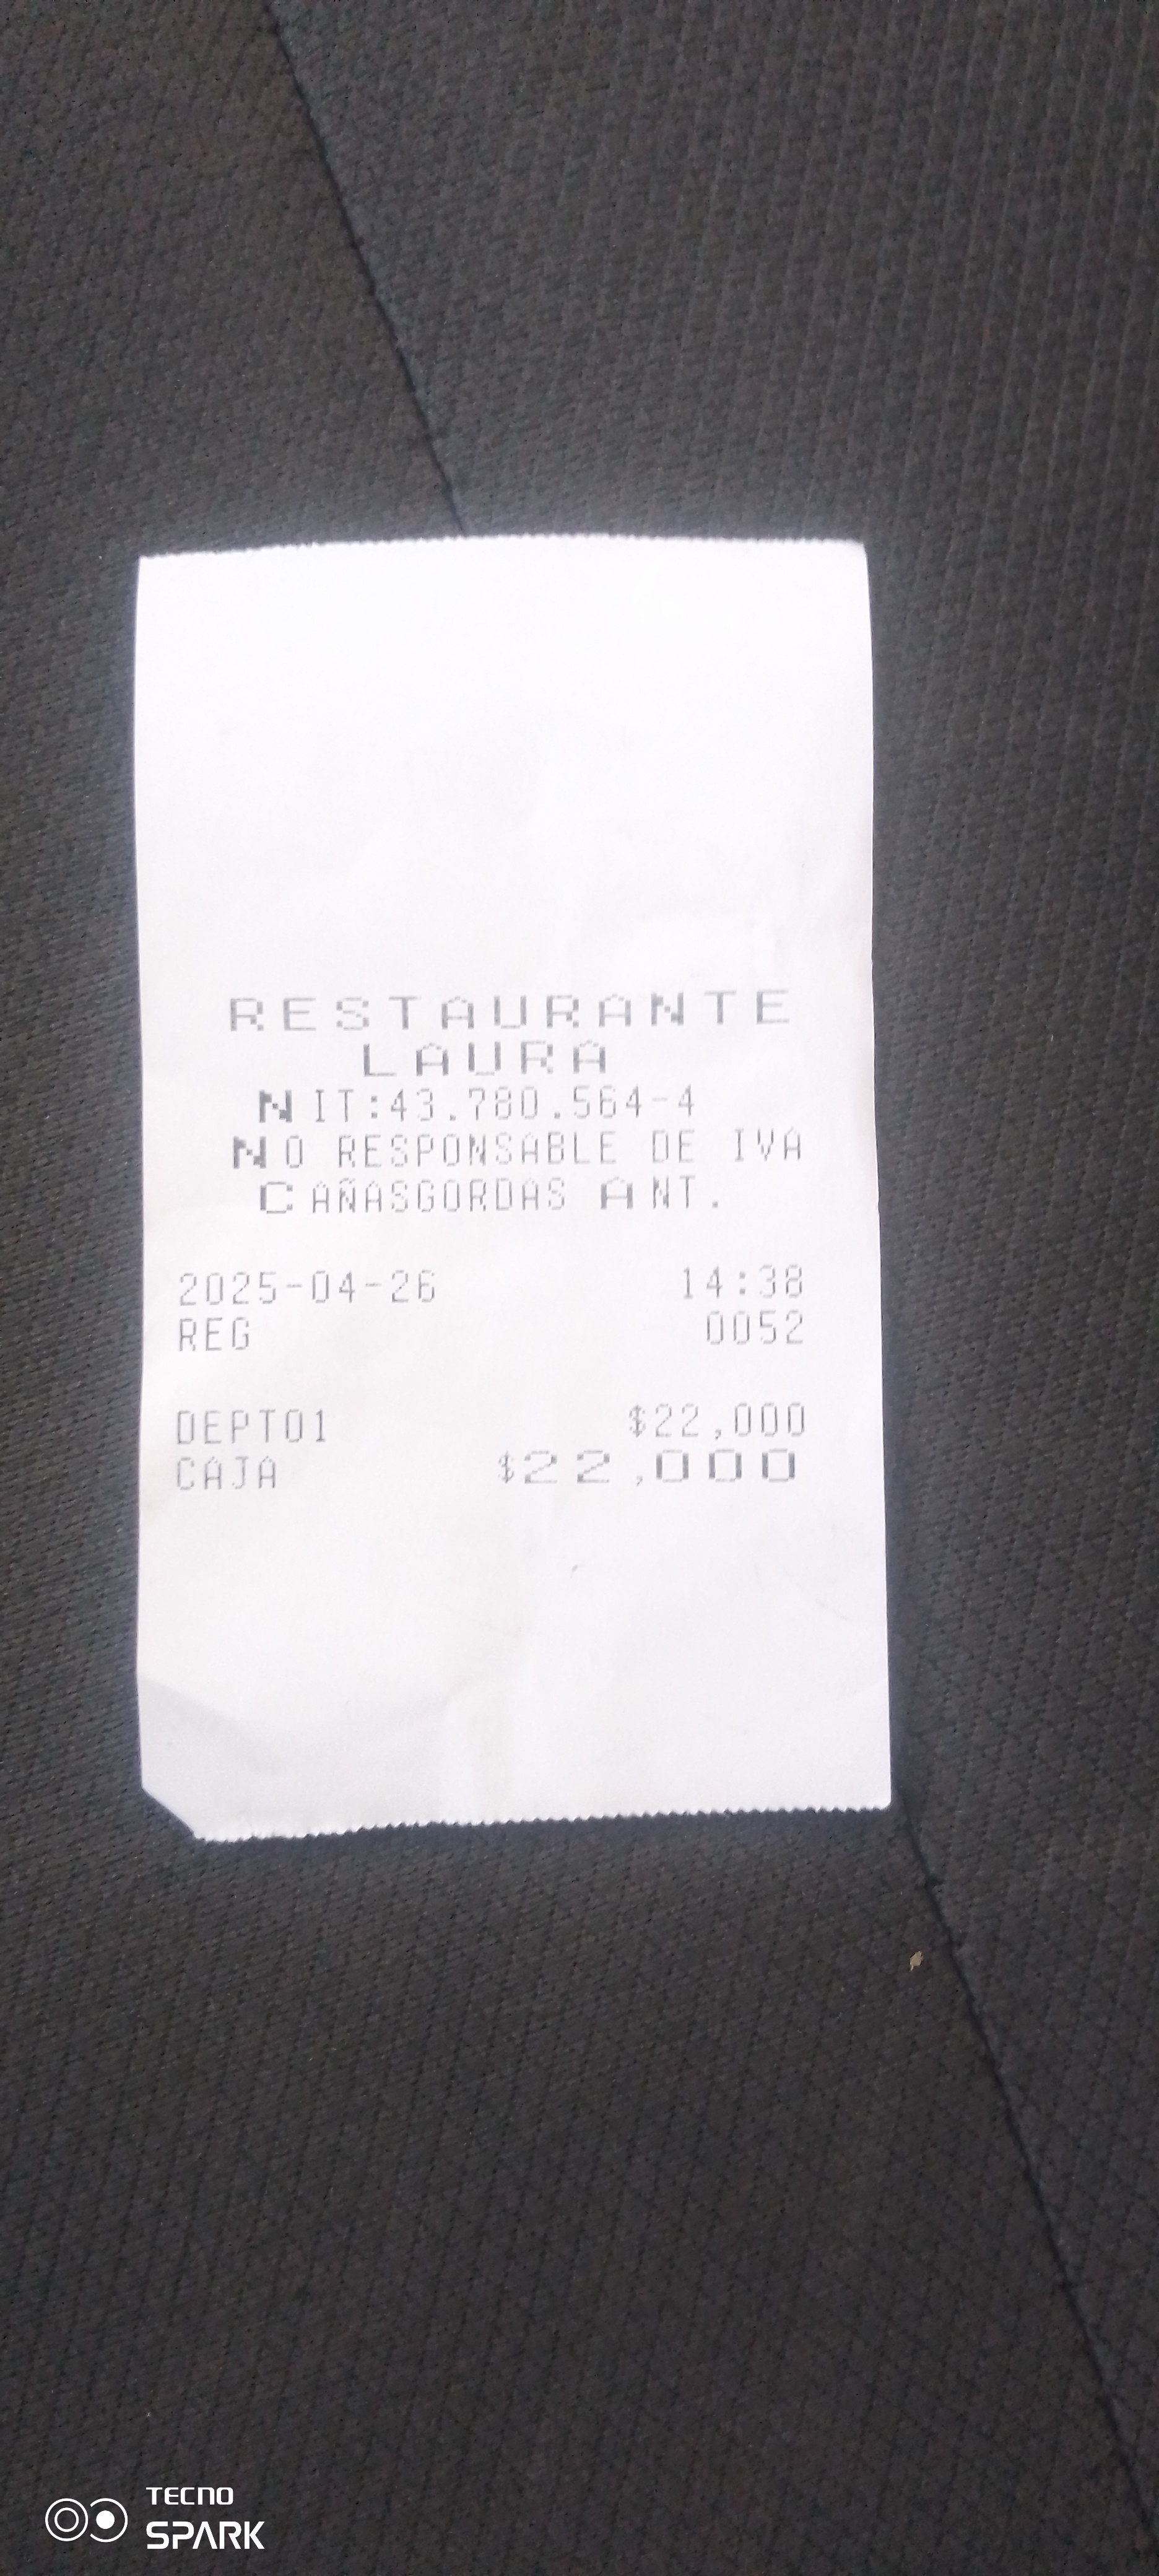 RESTAURANTE
LAURA
NIT:43.780.564-4
NO RESPONSABLE DE IVA
CAÑASGORDAS ANT.
2025-04-26 14:38
REG 0052
DEPT01 $22,000
CAJA $22,000
TECNO
SPARK